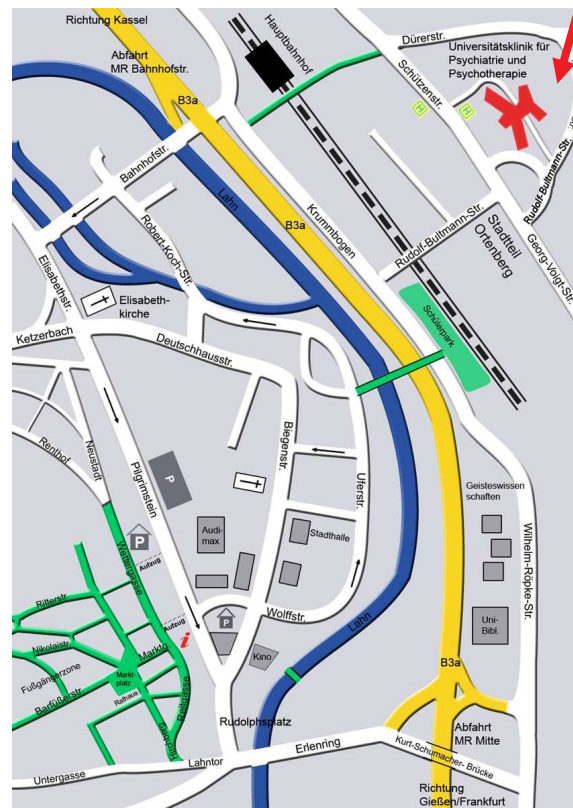 Richtung Kassel
Abfahrt
MR Bahnhofstr.
Hauptbahnhof
Dürerstr.
Universitätsklinik für
Psychiatrie und
Psychotherapie
Schützenstr.
H
H
B3a
Bahnhofstr.
Lahn
Rudolf-Bultmann-Str.
Robert-Koch-Str.
B3a
Krummbogen
Rudolf-Bultmann-Str.
Stadtteil
Ortenberg
Georg-Voigt-Str.
Elisabethstr.
Elisabeth-
kirche
Schülerpark
Ketzerbach
Deutschhausstr.
Renthof
Neustadt
Pilgrimstein
P
Biegenstr.
Uferstr.
Geisteswissen
schaften
Wilhelm-Röpke-Str.
Audi-
max
Stadthalle
P
Wettergasse
Aufzug
Ritterstr.
Nikolaistr.
Fußgängerzone
Barfüßerstr.
Markt-
platz
Rathaus
Marktg.
Aufzug
i
P
Wolffstr.
Lahn
Uni-
Bibl.
Kino
Reitgasse
Hirschberg
Rudolphsplatz
B3a
Abfahrt
MR Mitte
Untergasse
Lahntor
Erlenring
Kurt-Schumacher- Brücke
Richtung
Gießen/Frankfurt